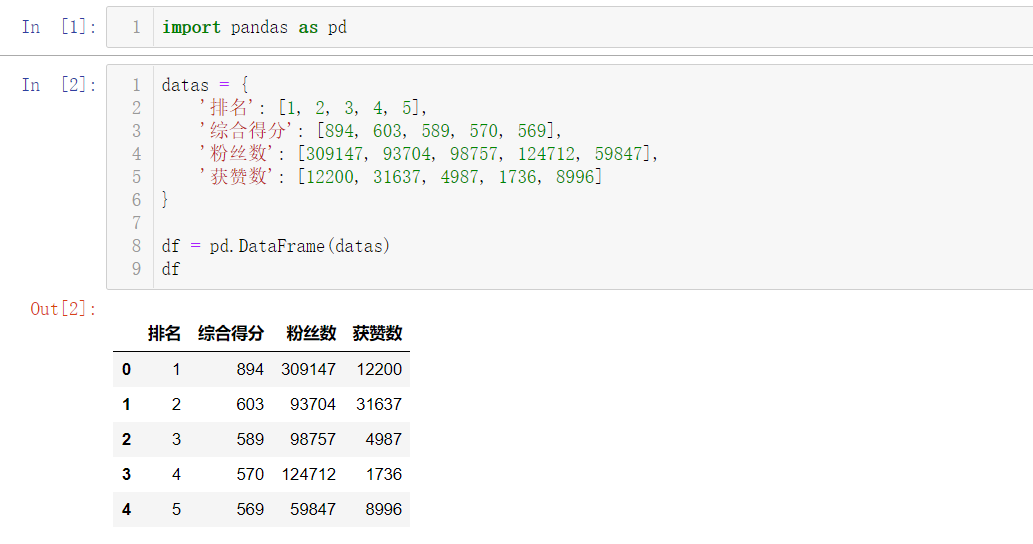 In [1]: 1 import pandas as pd
In [2]: 1 datas = {
2 '排名': [1, 2, 3, 4, 5],
3 '综合得分': [894, 603, 589, 570, 569],
4 '粉丝数': [309147, 93704, 98757, 124712, 59847],
5 '获赞数': [12200, 31637, 4987, 1736, 8996]
6 }
7
8 df = pd.DataFrame(datas)
9 df
Out[2]:
排名 综合得分 粉丝数 获赞数
0 1 894 309147 12200
1 2 603 93704 31637
2 3 589 98757 4987
3 4 570 124712 1736
4 5 569 59847 8996